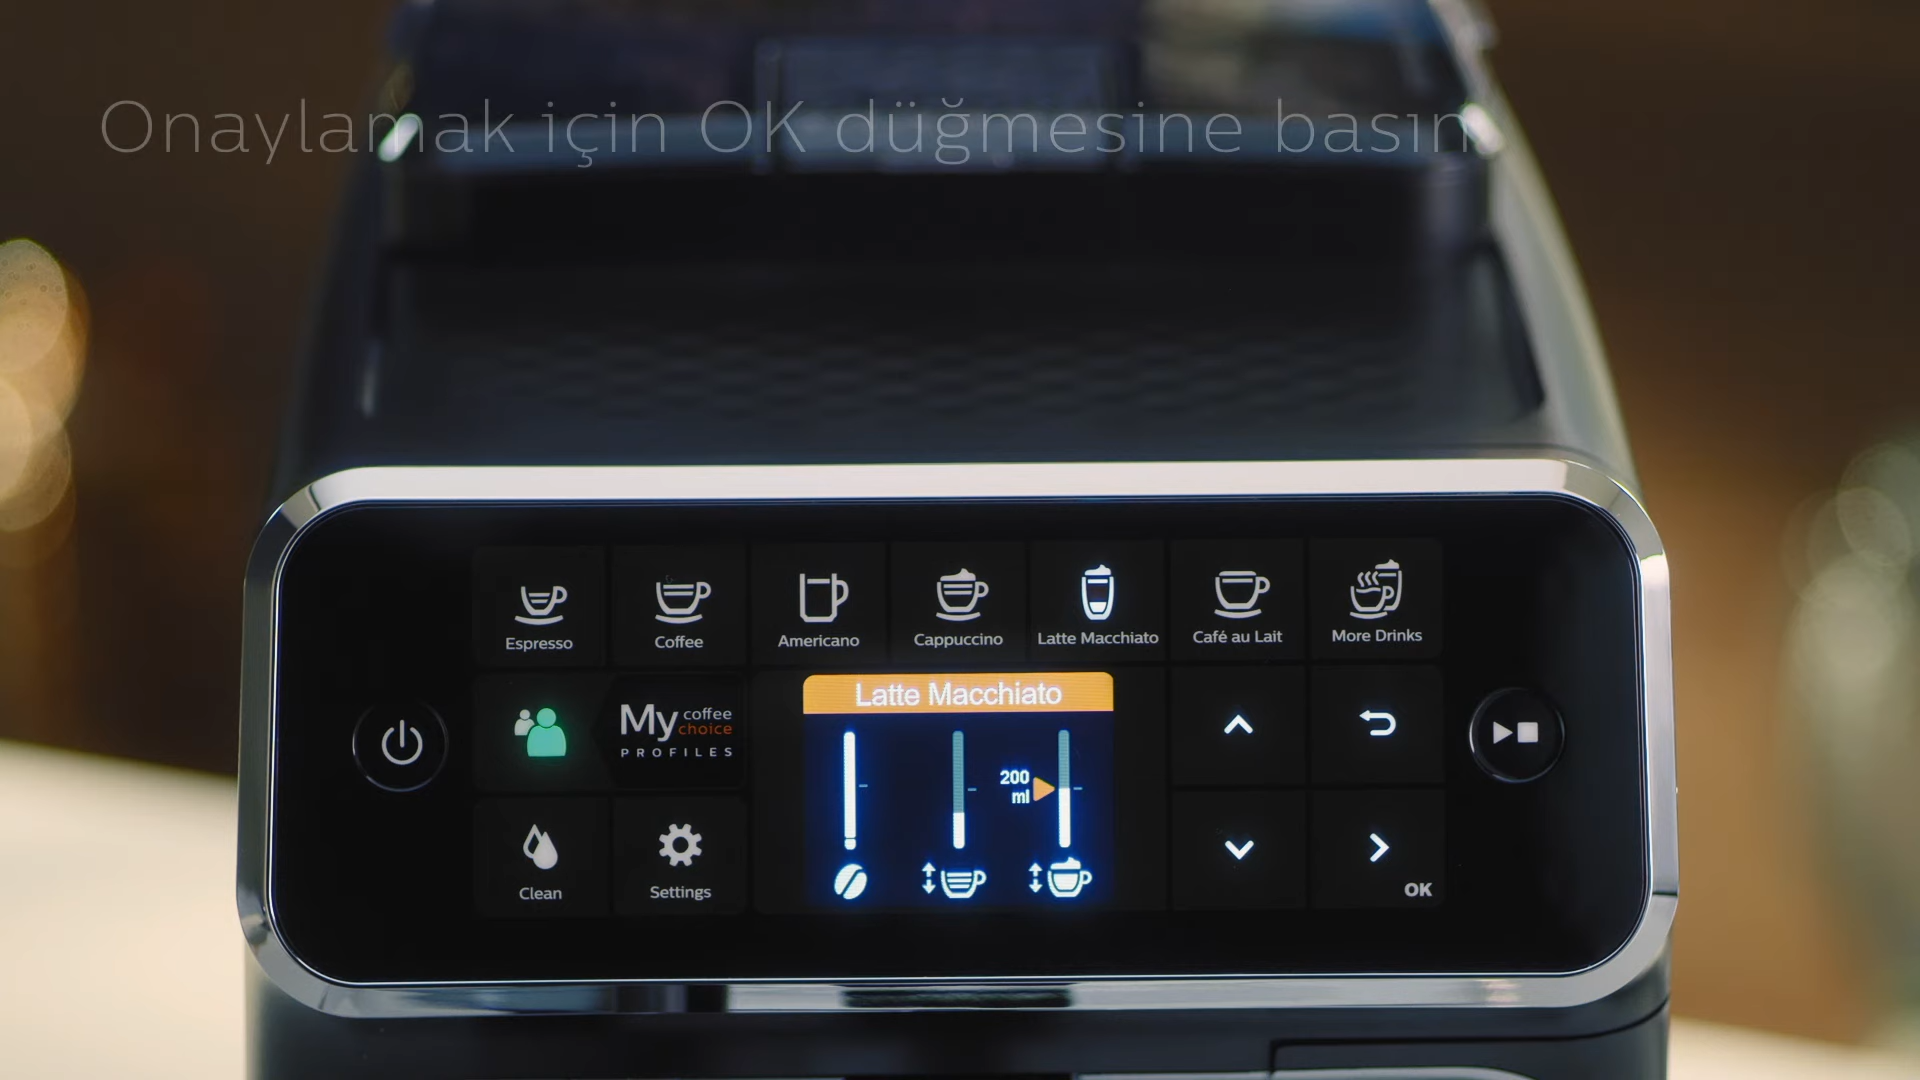 Onaylamak için OK düğmesine basın
Espresso
Coffee
Americano
Cappuccino
Latte Macchiato
Café au Lait
More Drinks
My coffee choice
PROFILES
Latte Macchiato
200
ml
Clean
Settings
OK